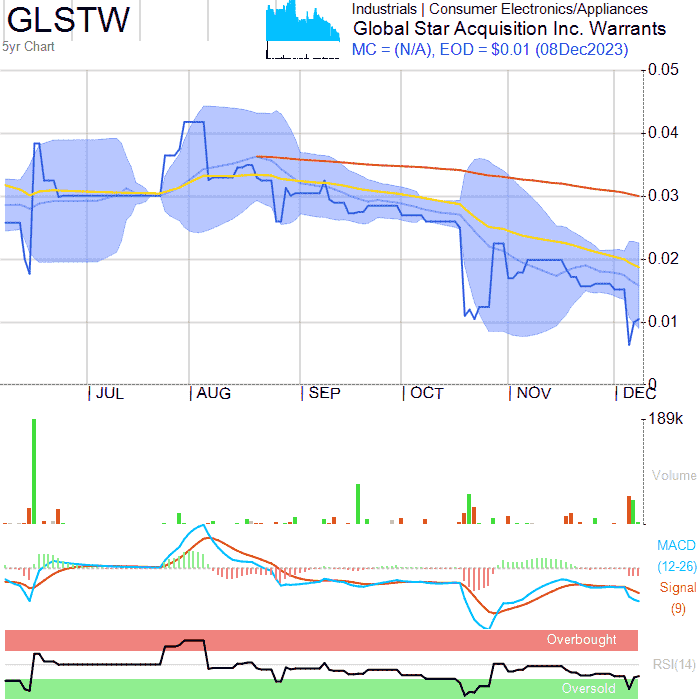 GLSTW
5yr Chart
Industrials | Consumer Electronics/Appliances
Global Star Acquisition Inc. Warrants
MC = (N/A), EOD = $0.01 (08Dec2023)
0.05
0.04
0.03
0.02
0.01
0
JUL AUG SEP OCT NOV DEC
189k
Volume
MACD
(12-26)
Signal
(9)
Overbought
RSI(14)
Oversold